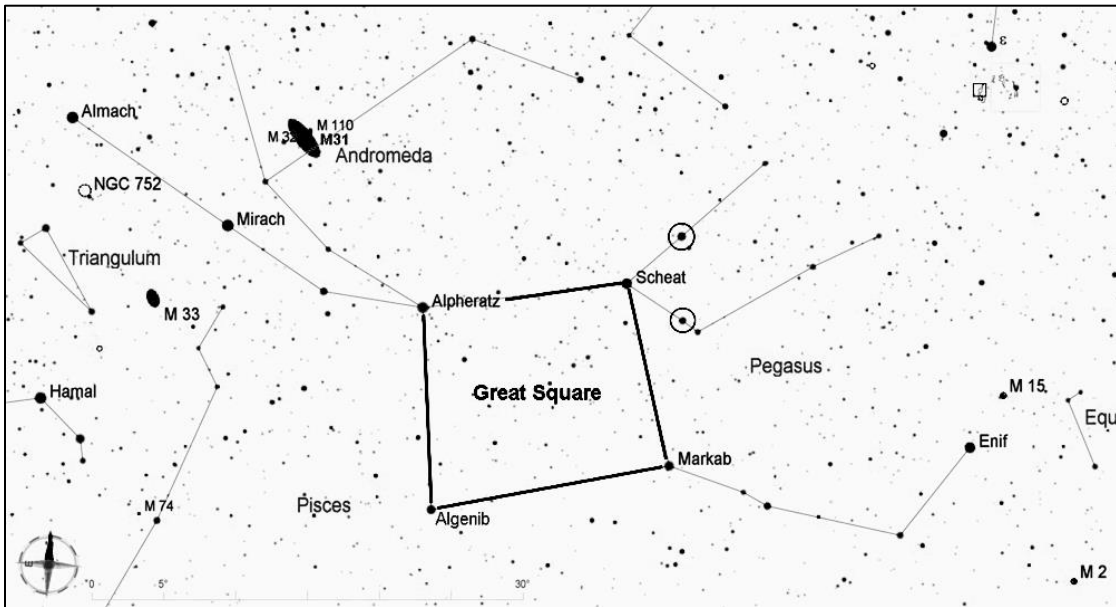 ε
Almach
M 110
M 32
M31
Andromeda
NGC 752
Mirach
Triangulum
Scheat
Alpheratz
M 33
Pegasus
Hamal
Great Square
M 15
Equ
Enif
Markab
M 74
Pisces
Algenib
M 2
°0 5° 30°